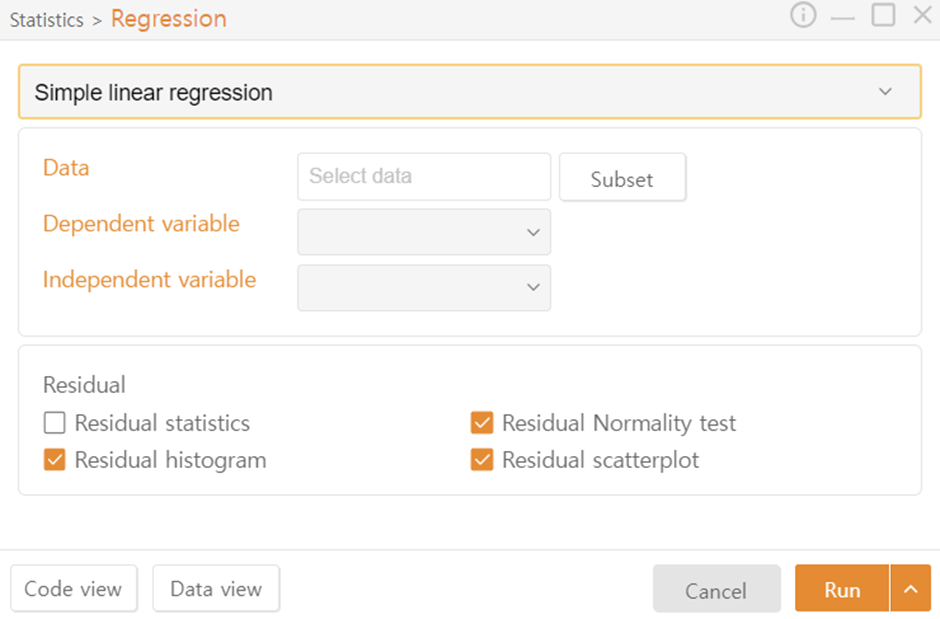 Statistics > Regression
Simple linear regression
Data
Select data
Subset
Dependent variable
Independent variable
Residual
Residual statistics
Residual Normality test
Residual histogram
Residual scatterplot
Code view
Data view
Cancel
Run